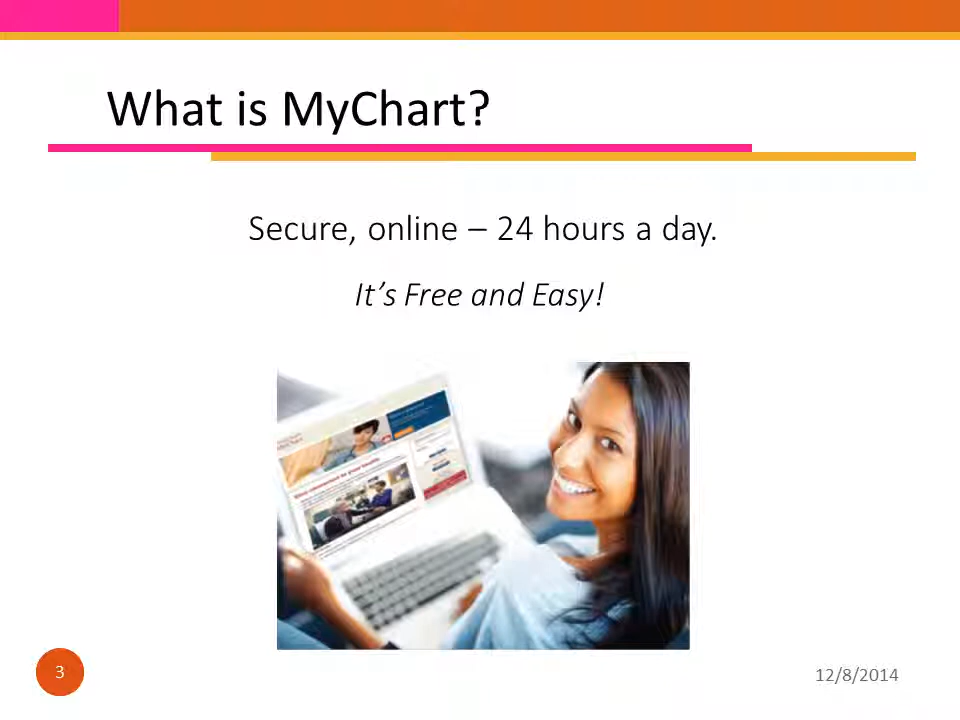 What is MyChart?
Secure, online – 24 hours a day.
It’s Free and Easy!
3
12/8/2014